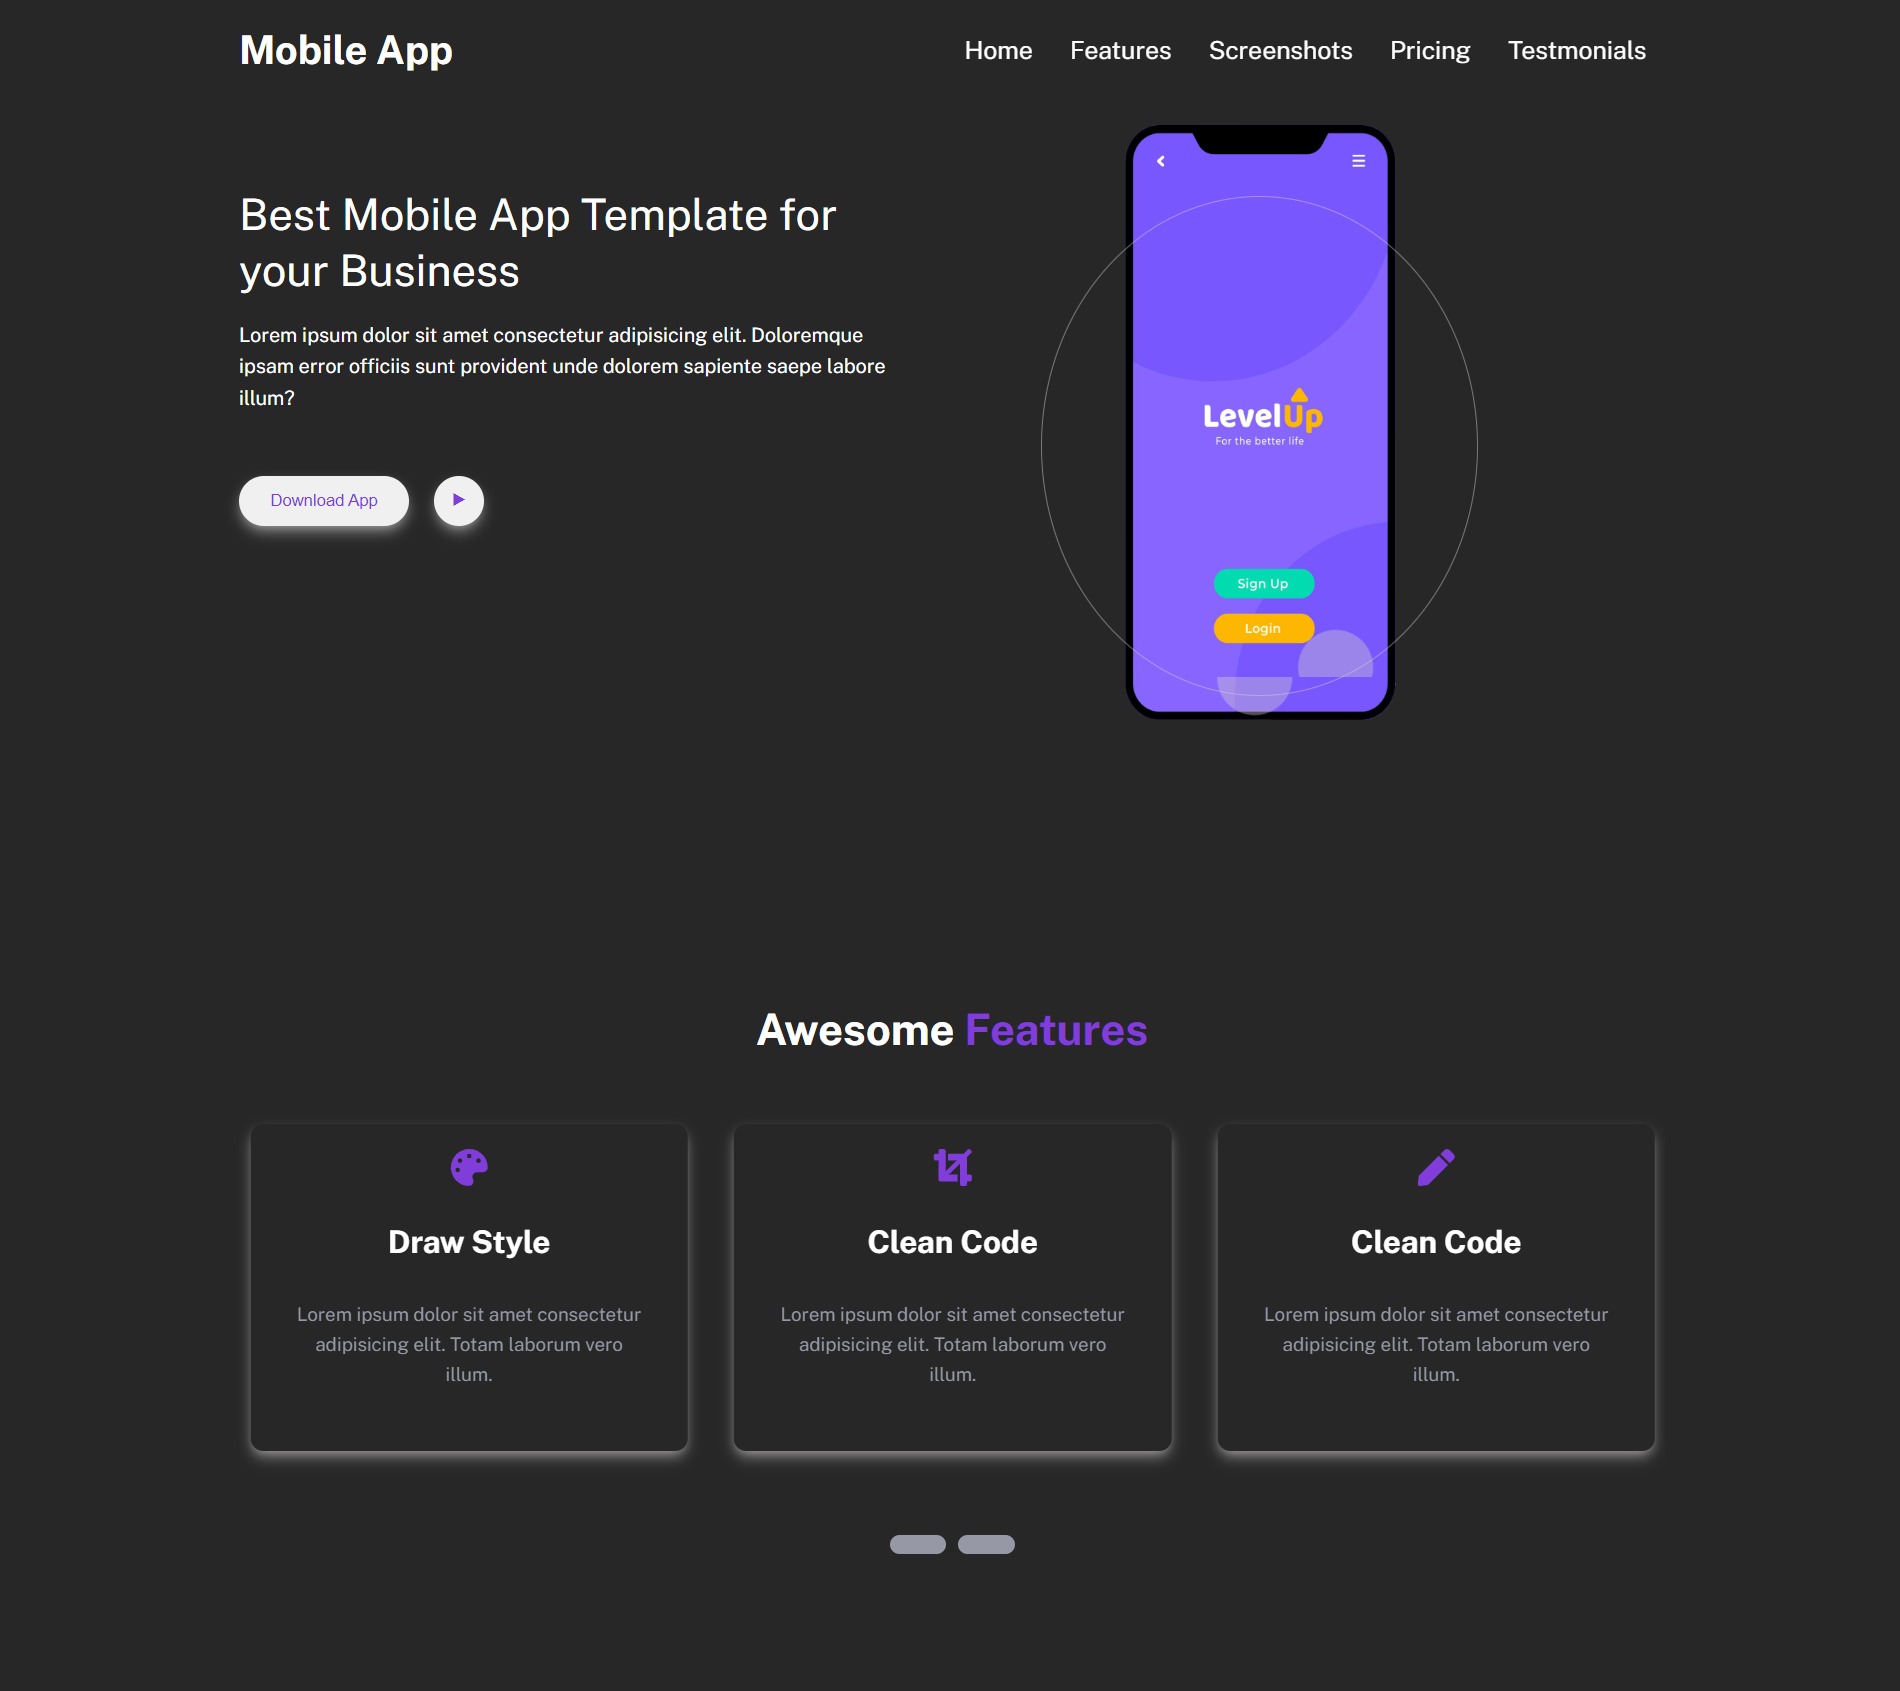 Mobile App
Home Features Screenshots Pricing Testmonials
Best Mobile App Template for
your Business
Lorem ipsum dolor sit amet consectetur adipisicing elit. Doloremque
ipsam error officiis sunt provident unde dolorem sapiente saepe labore
illum?
Download App
LevelUp
For the better life
Sign Up
Login
Awesome Features
Draw Style
Lorem ipsum dolor sit amet consectetur
adipisicing elit. Totam laborum vero
illum.
Clean Code
Lorem ipsum dolor sit amet consectetur
adipisicing elit. Totam laborum vero
illum.
Clean Code
Lorem ipsum dolor sit amet consectetur
adipisicing elit. Totam laborum vero
illum.